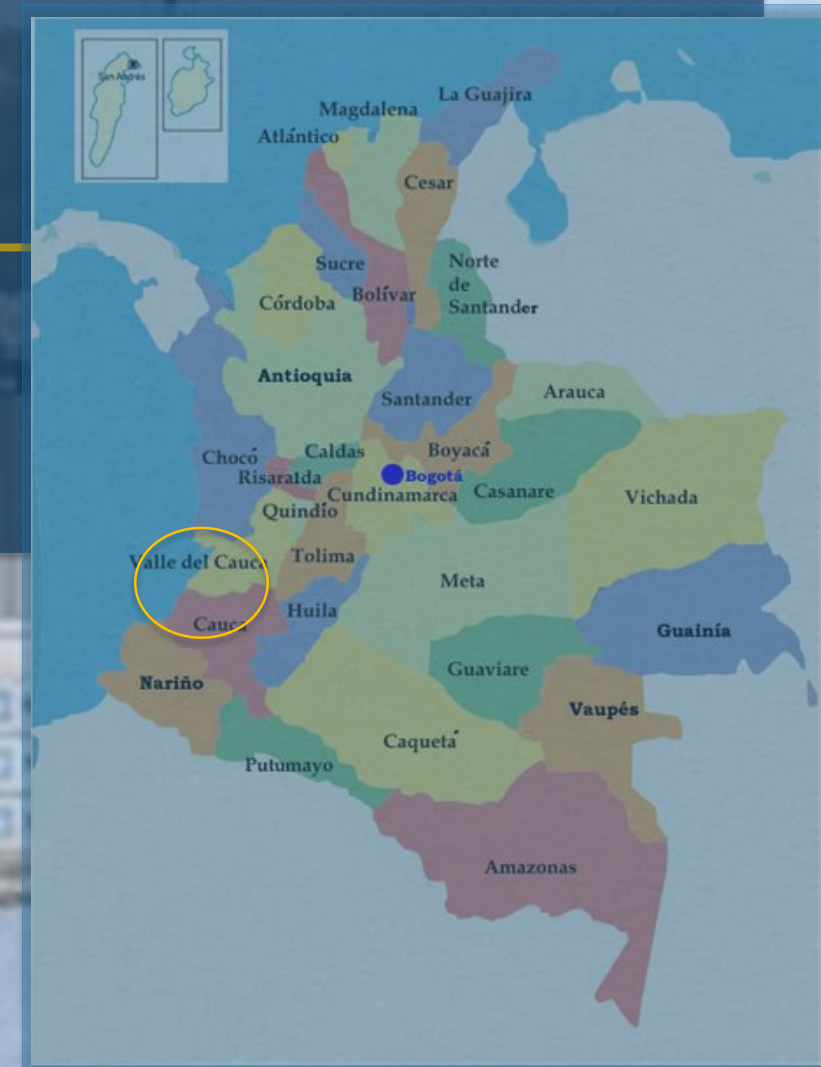 San Andrés
La Guajira
Magdalena
Atlántico
Cesar
Sucre
Norte
de
Santander
Bolívar
Córdoba
Antioquia
Santander
Arauca
Chocó
Caldas
Boyacá
Risaralda
Bogotá
Cundinamarca
Casanare
Vichada
Quindío
Valle del Cauca
Tolima
Meta
Huila
Cauca
Guainía
Guaviare
Nariño
Vaupés
Caquetá
Putumayo
Amazonas